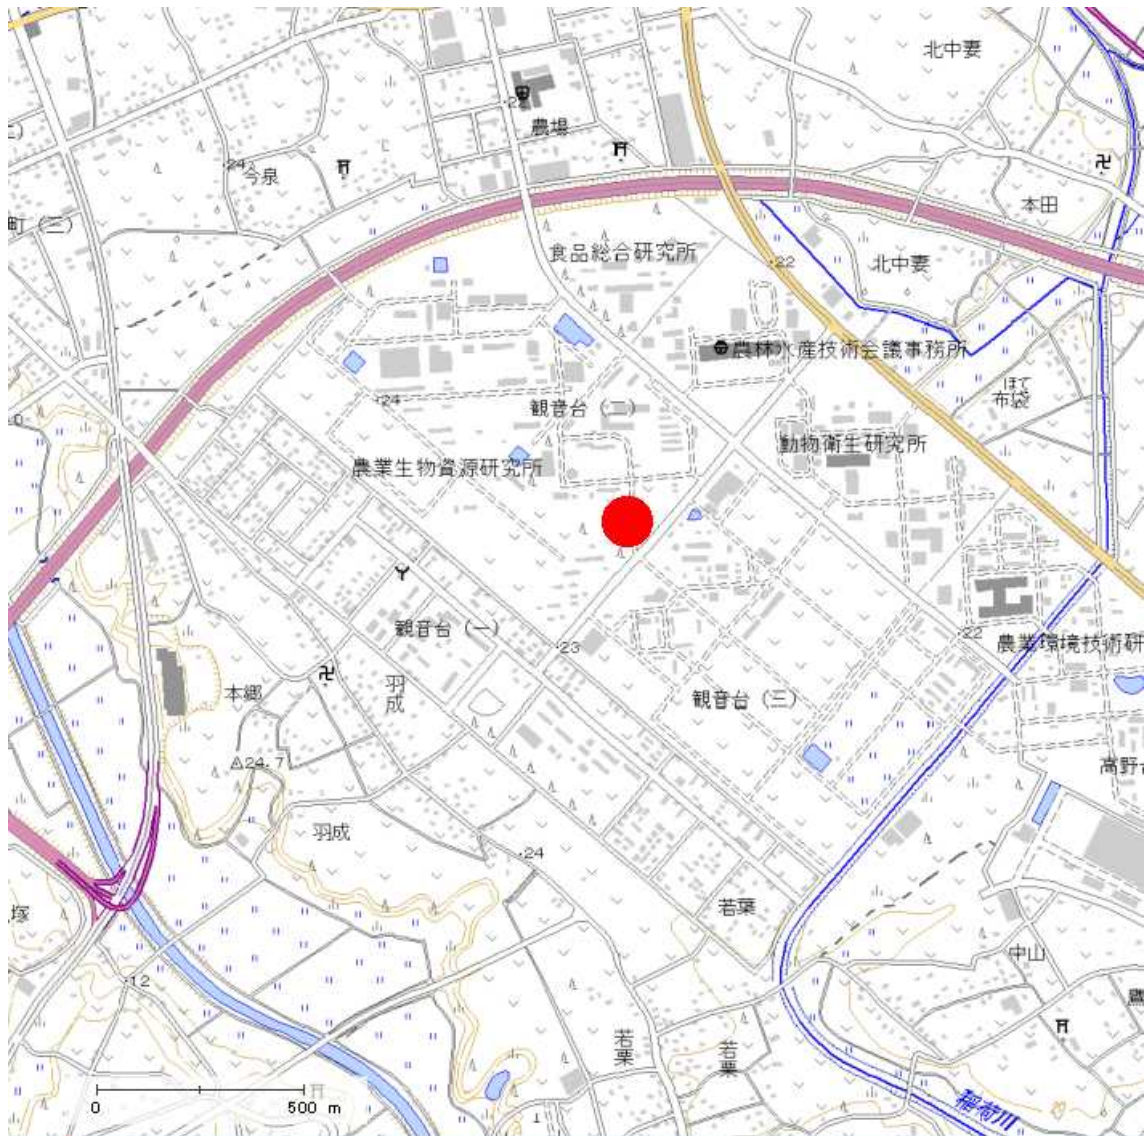 北中妻
22
農場
24
今泉
本田
町(三)
食品総合研究所
22
北中妻
農林水産技術会議事務所
ほて
布袋
24
観音台(二)
動物衛生研究所
農業生物資源研究所
観音台(一)
22
23
農業環境技術研
羽成
本郷
観音台(三)
24.7
高野台
羽成
24
若葉
塚
中山
12
若栗
若栗
稲荷川
0
500 m